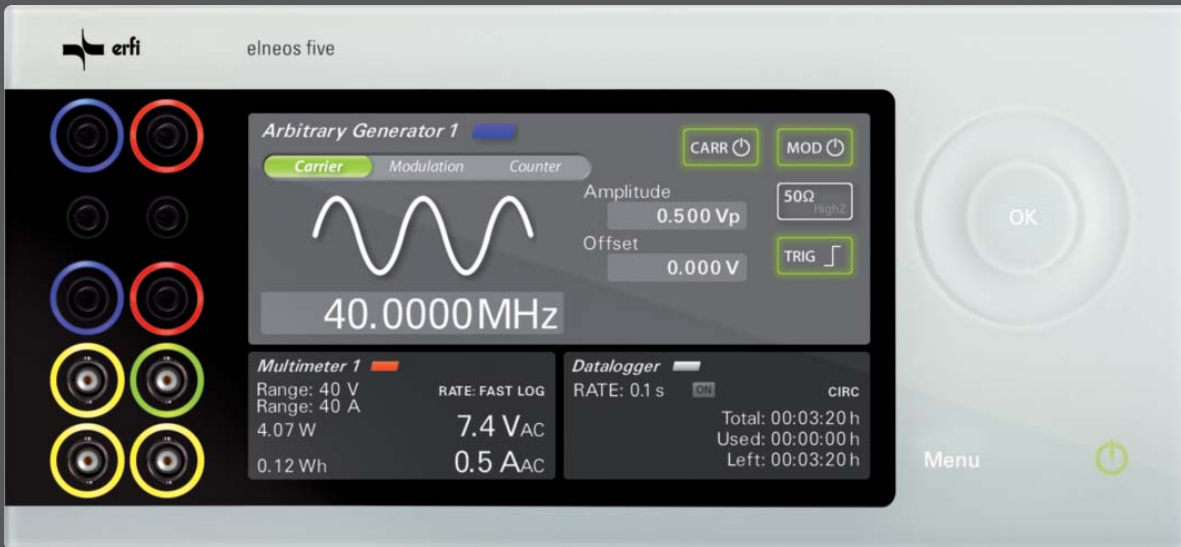 erfi
elneos five
Arbitrary Generator 1
CARR
MOD
Carrier
Modulation
Counter
Amplitude
0.500 Vp
50Ω
HighZ
Offset
0.000 V
TRIG
40.0000 MHz
OK
Multimeter 1
Range: 40 V
RATE: FAST LOG
Range: 40 A
4.07 W
7.4 VAC
0.12 Wh
0.5 AAC
Datalogger
RATE: 0.1 s
ON
CIRC
Total: 00:03:20 h
Used: 00:00:00 h
Left: 00:03:20 h
Menu